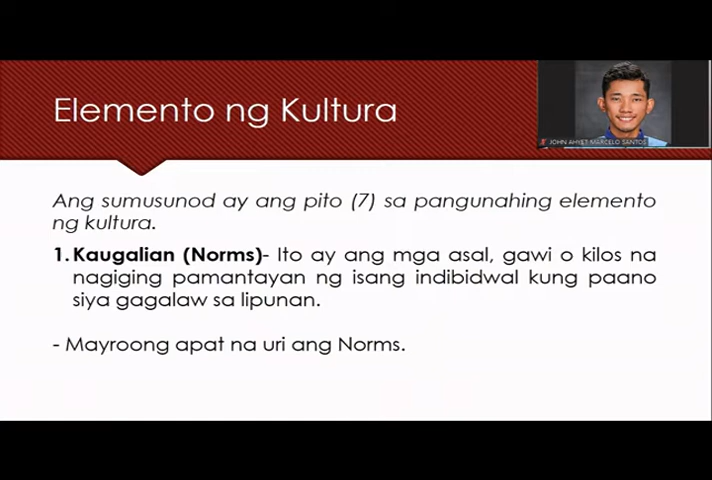 Elemento ng Kultura
JOHN AHYET MARCELO SANTOS
Ang sumusunod ay ang pito (7) sa pangunahing elemento
ng kultura.
1. Kaugalian (Norms)- Ito ay ang mga asal, gawi o kilos na
nagiging pamantayan ng isang indibidwal kung paano
siya gagalaw sa lipunan.
- Mayroong apat na uri ang Norms.